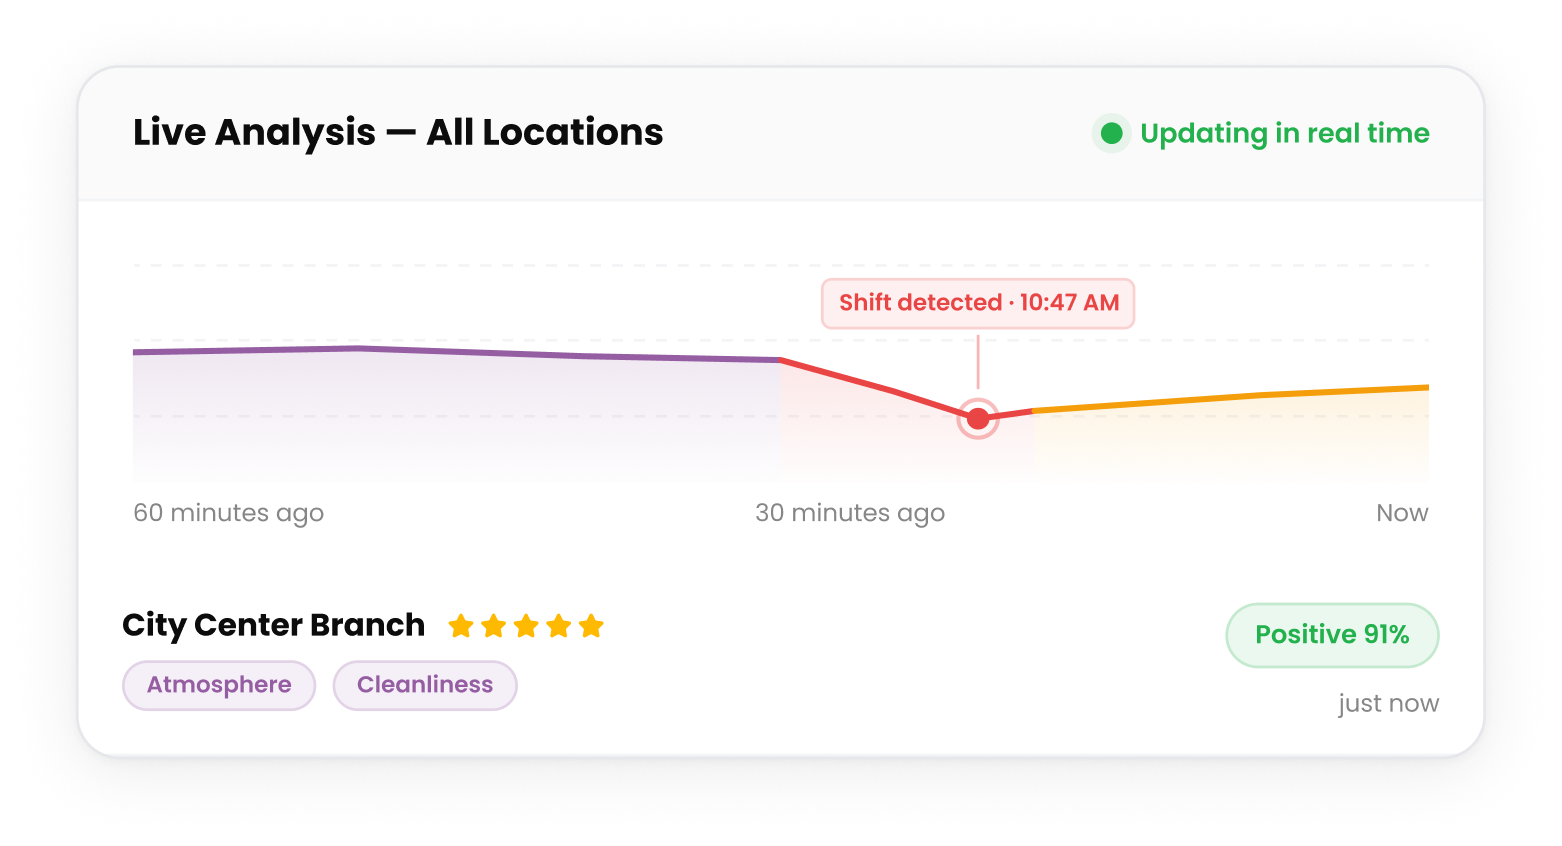 Live Analysis — All Locations
Updating in real time
Shift detected · 10:47 AM
60 minutes ago
30 minutes ago
Now
City Center Branch
Positive 91%
Atmosphere
Cleanliness
just now